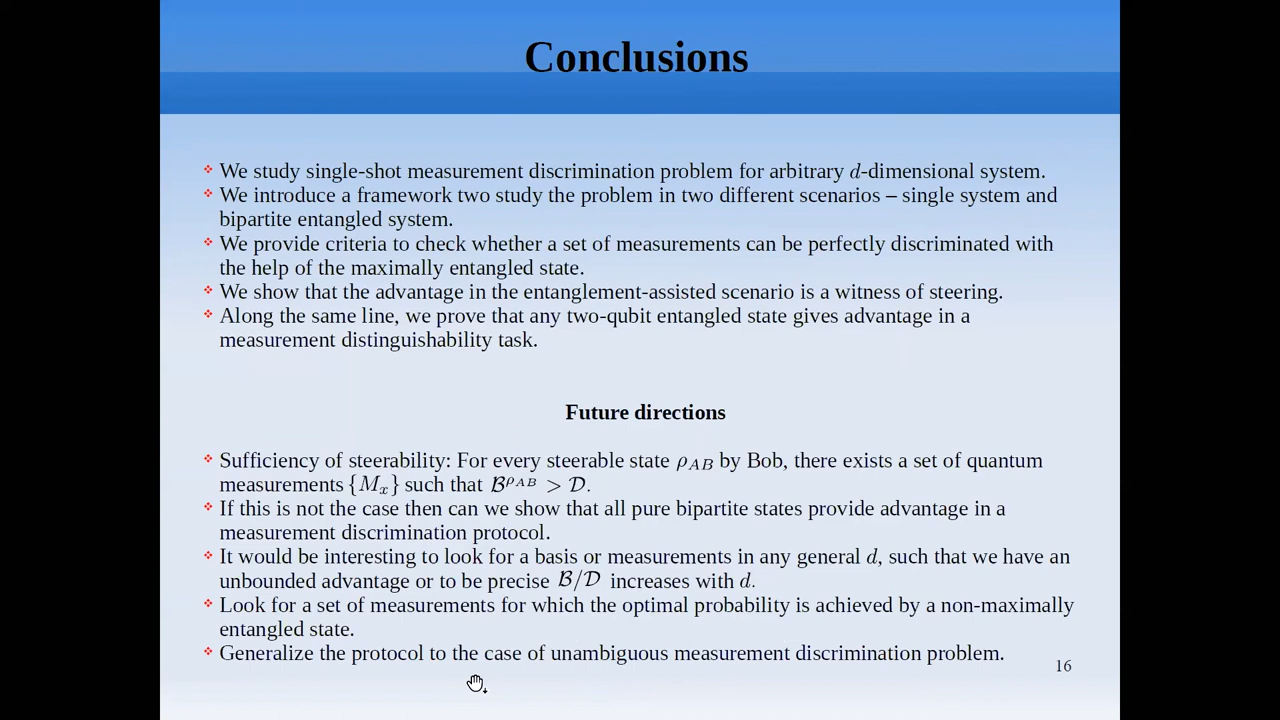 Conclusions
We study single-shot measurement discrimination problem for arbitrary d-dimensional system.
We introduce a framework two study the problem in two different scenarios – single system and
bipartite entangled system.
We provide criteria to check whether a set of measurements can be perfectly discriminated with
the help of the maximally entangled state.
We show that the advantage in the entanglement-assisted scenario is a witness of steering.
Along the same line, we prove that any two-qubit entangled state gives advantage in a
measurement distinguishability task.
Future directions
Sufficiency of steerability: For every steerable state ρ_AB by Bob, there exists a set of quantum
measurements {M_x} such that ℬ^ρ_AB > 𝒟.
If this is not the case then can we show that all pure bipartite states provide advantage in a
measurement discrimination protocol.
It would be interesting to look for a basis or measurements in any general d, such that we have an
unbounded advantage or to be precise ℬ/𝒟 increases with d.
Look for a set of measurements for which the optimal probability is achieved by a non-maximally
entangled state.
Generalize the protocol to the case of unambiguous measurement discrimination problem.
16